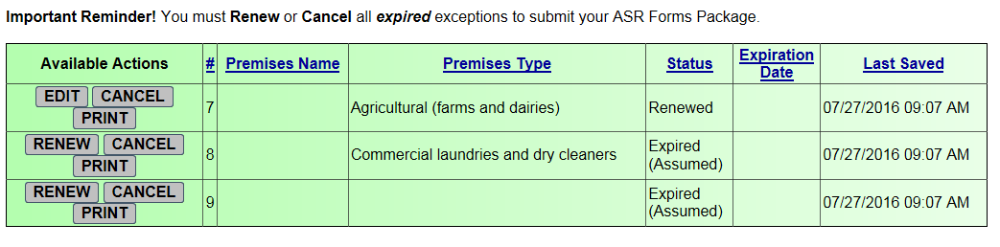 Important Reminder! You must Renew or Cancel all expired exceptions to submit your ASR Forms Package.
Available Actions # Premises Name Premises Type Status Expiration Date Last Saved
EDIT CANCEL PRINT 7 Agricultural (farms and dairies) Renewed 07/27/2016 09:07 AM
RENEW CANCEL PRINT 8 Commercial laundries and dry cleaners Expired (Assumed) 07/27/2016 09:07 AM
RENEW CANCEL PRINT 9 Expired (Assumed) 07/27/2016 09:07 AM